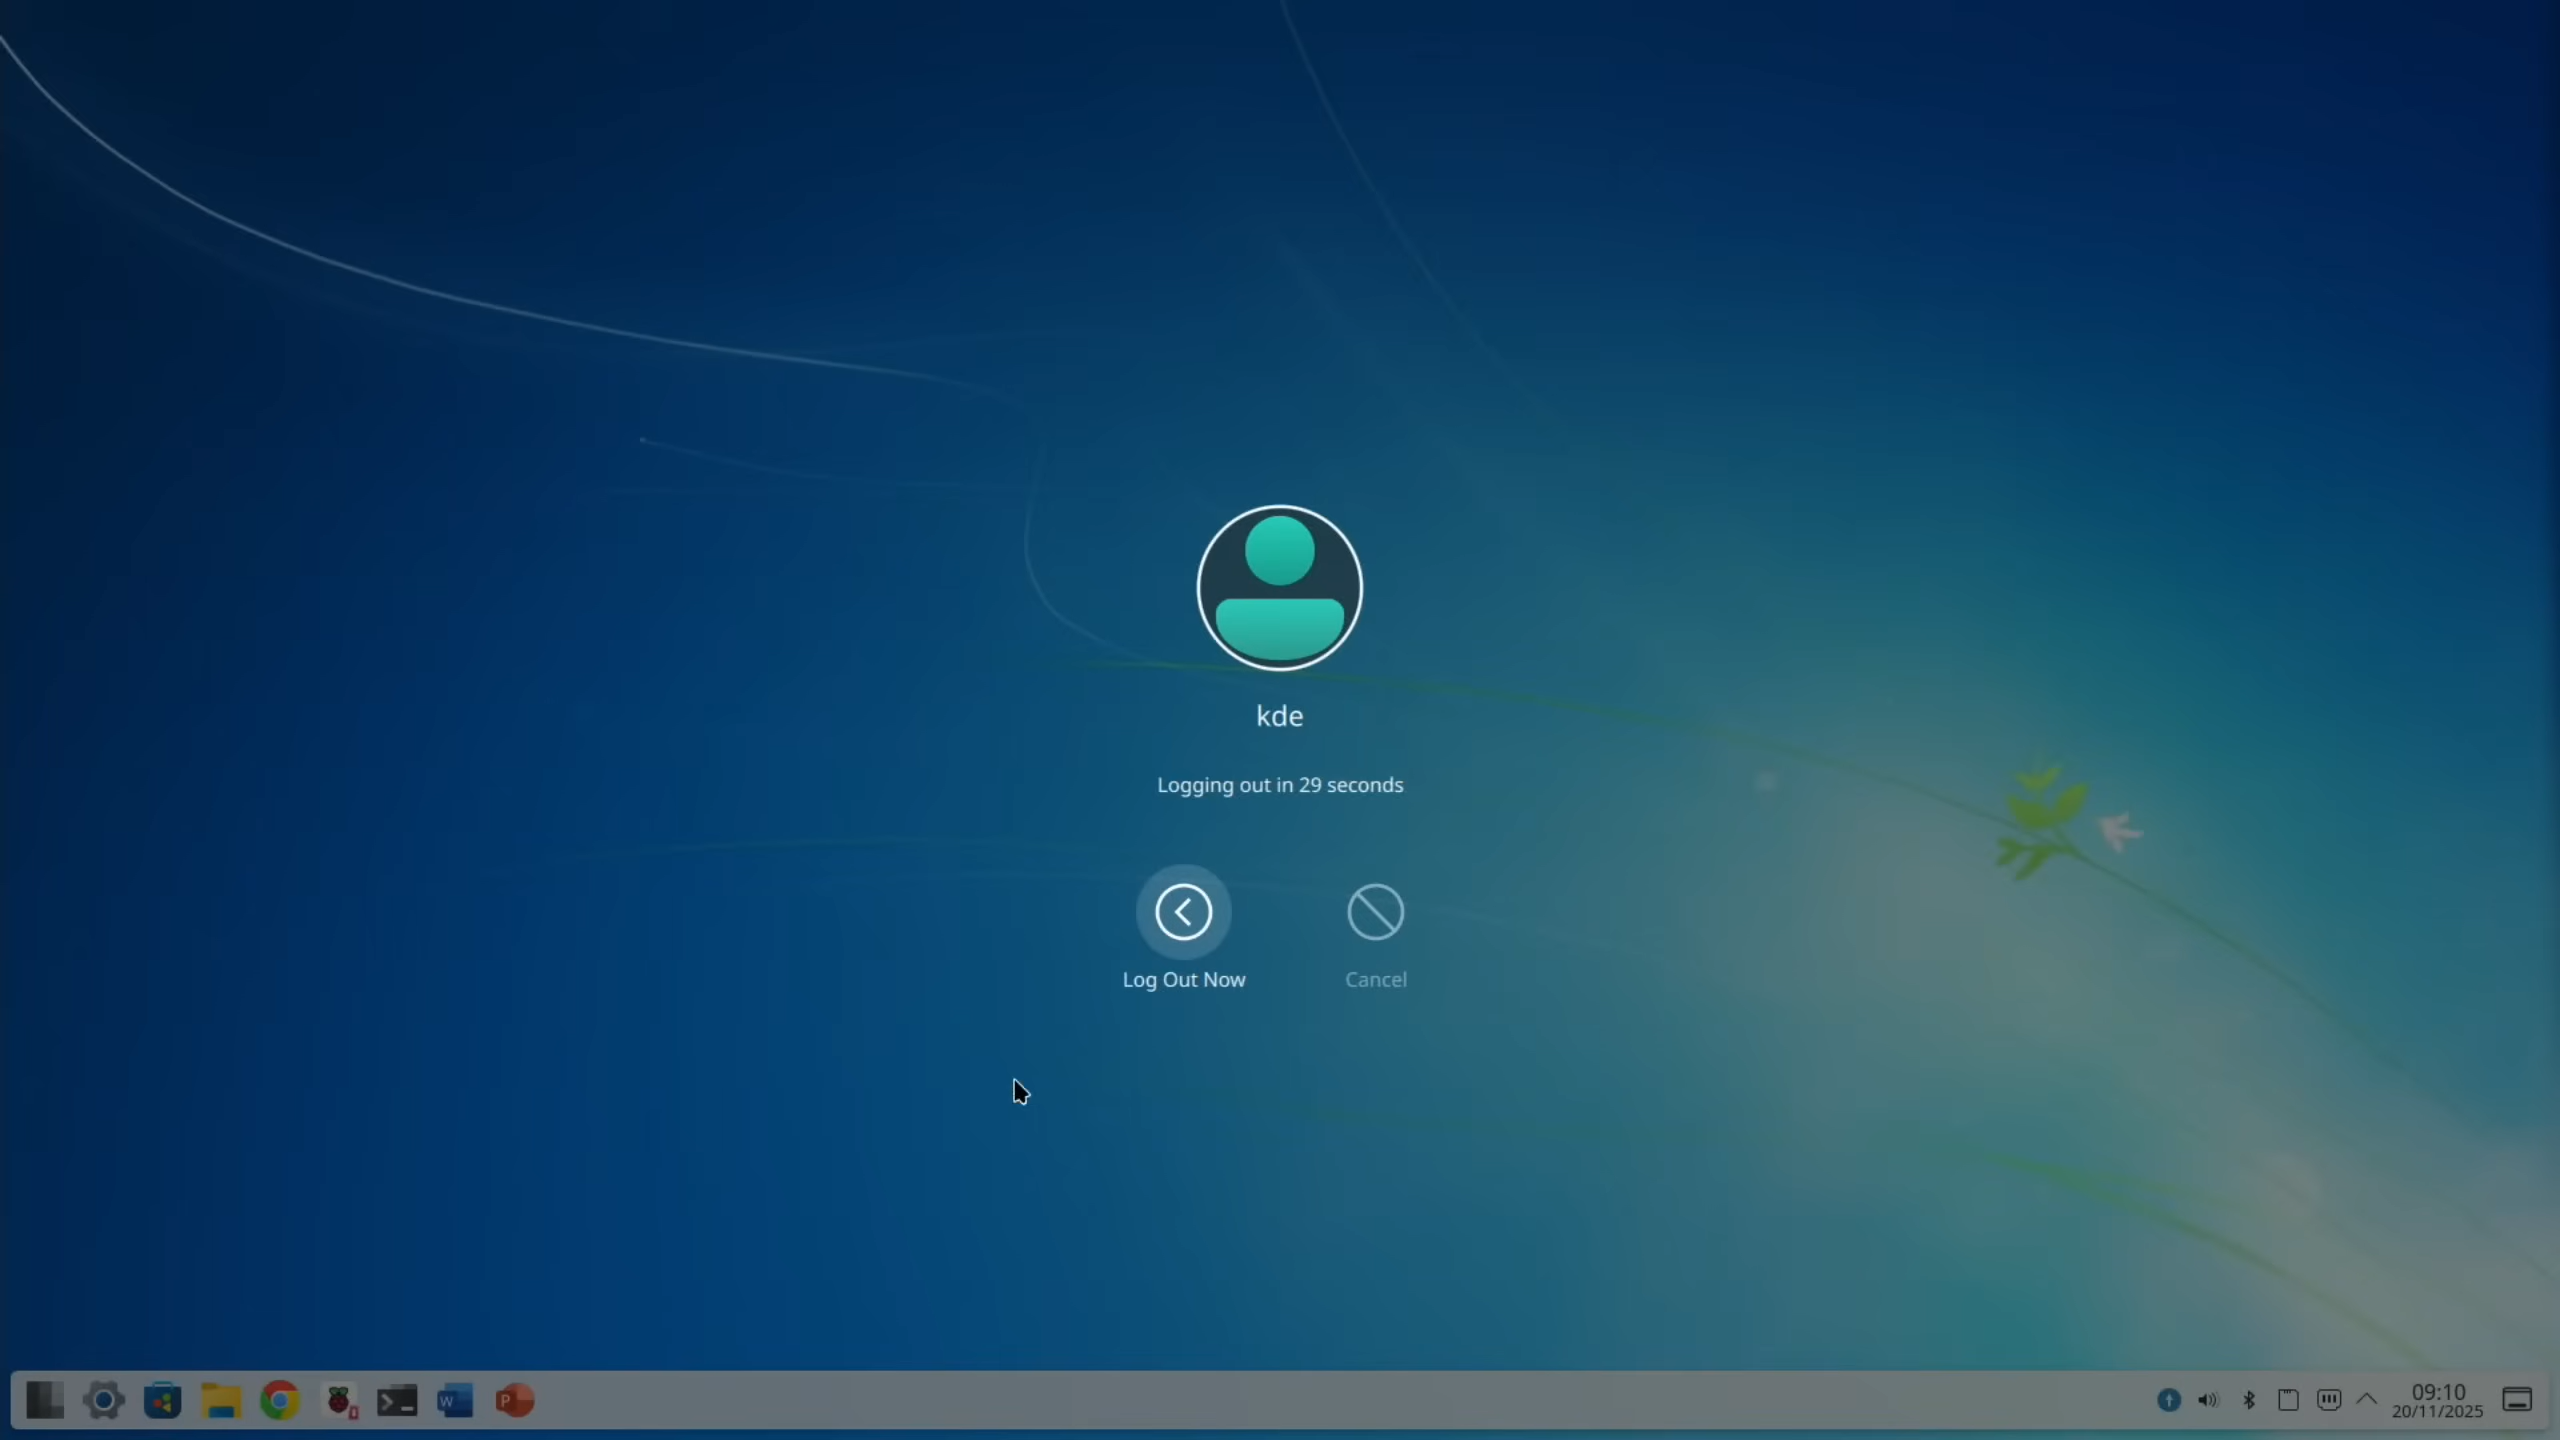 kde
Logging out in 29 seconds
Log Out Now
Cancel
W
P
09:10
20/11/2025